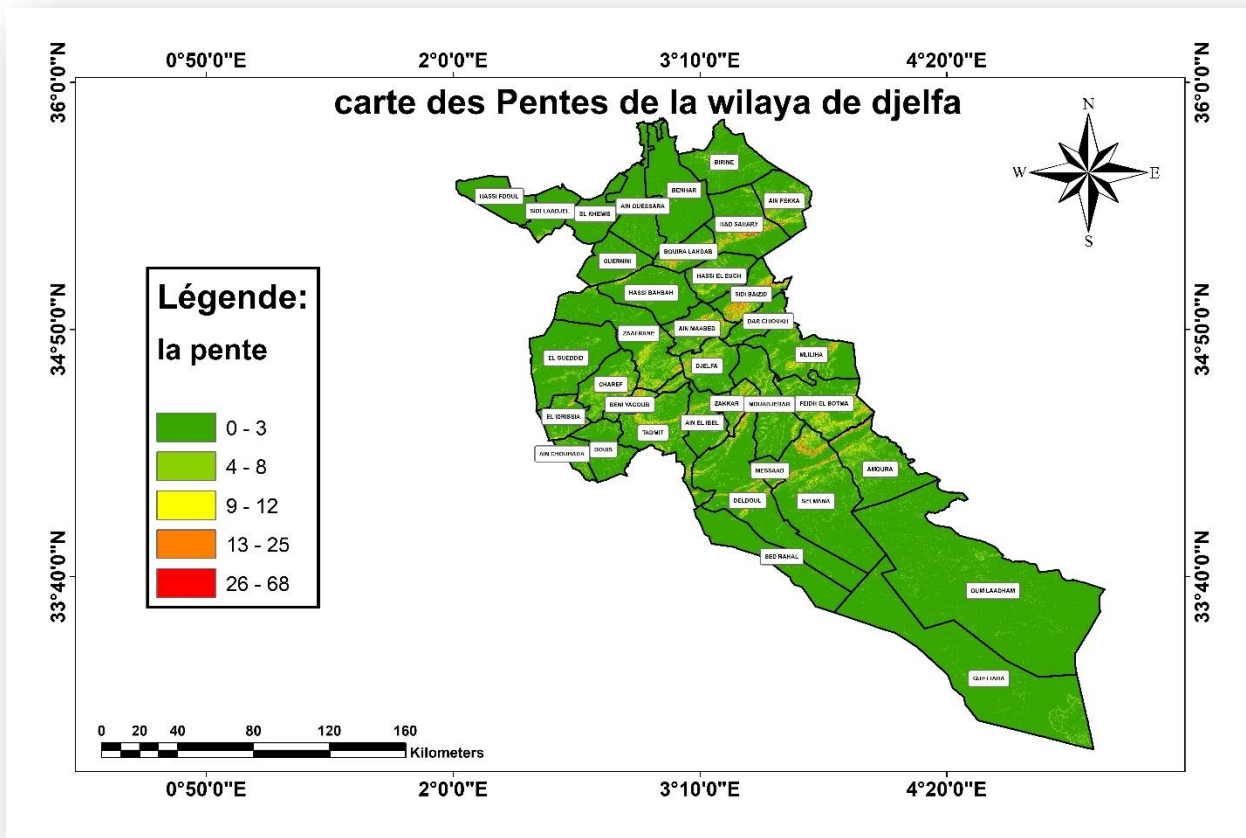 0°50'0"E 2°0'0"E 3°10'0"E 4°20'0"E
36°0'0"N 36°0'0"N
carte des Pentes de la wilaya de djelfa
N
W E
S
BIRINE
BENHAR
HASSI FDOUL
AIN FEKKA
AIN OUESSARA
SIDI LAADJEL
EL KHEMIS
HAD SAHARY
BOUIRA LAHDAB
GUERNINI
HASSI EL EUCH
HASSI BAHBAH
SIDI BAIZID
DAR CHIOUKH
AIN MAABED
ZAAFRANE
34°50'0"N 34°50'0"N
EL GUEDDID
MLILIHA
DJELFA
CHAREF
BENI YAGOUB
ZAKKAR
MOUADJEBAR
FEIDH EL BOTMA
EL IDRISSIA
AIN EL IBEL
TADMIT
DOUIS
AIN CHOUHADA
MESSAAD
AMOURA
DELDOUL
SELMANA
SED RAHAL
33°40'0"N 33°40'0"N
OUM LAADHAM
GUETTARA
Légende:
la pente
0 - 3
4 - 8
9 - 12
13 - 25
26 - 68
0 20 40 80 120 160
Kilometers
0°50'0"E 2°0'0"E 3°10'0"E 4°20'0"E